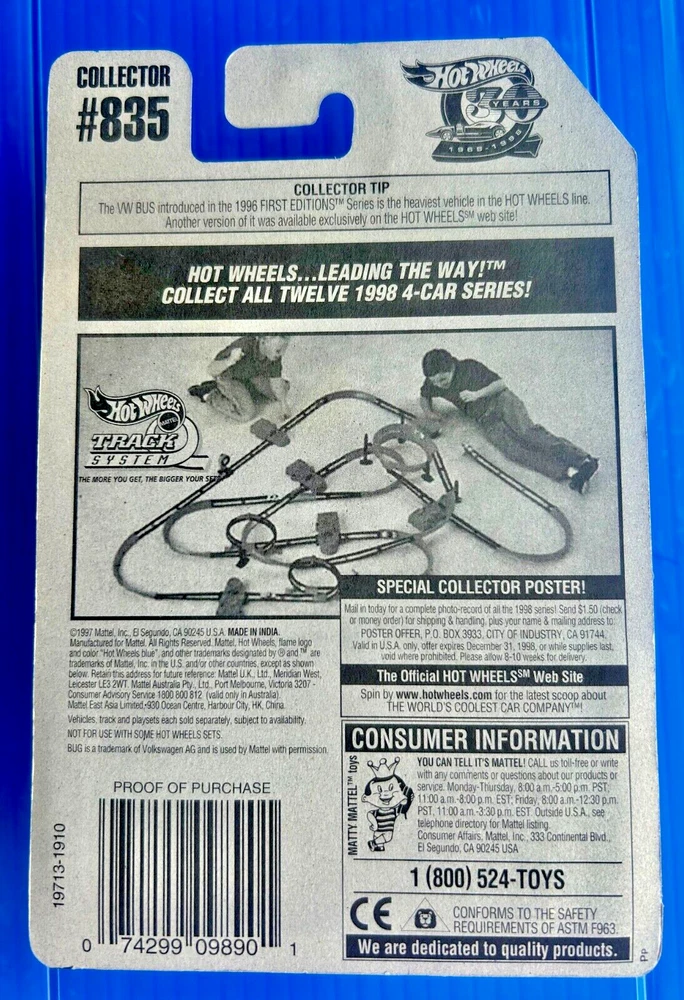 COLLECTOR
#835
Hot Wheels
30 YEARS
1968-1998
COLLECTOR TIP
The VW BUS introduced in the 1996 FIRST EDITIONS™ Series is the heaviest vehicle in the HOT WHEELS line.
Another version of it was available exclusively on the HOT WHEELS℠ web site!
HOT WHEELS...LEADING THE WAY!™
COLLECT ALL TWELVE 1998 4-CAR SERIES!
Hot Wheels
MATTEL
TRACK
SYSTEM
THE MORE YOU GET, THE BIGGER YOUR SET!
SPECIAL COLLECTOR POSTER!
Mail in today for a complete photo-record of all the 1998 series! Send $1.50 (check
or money order) for shipping & handling, plus your name & mailing address to:
POSTER OFFER, P.O. BOX 3933, CITY OF INDUSTRY, CA 91744.
Valid in U.S.A. only, offer expires December 31, 1998, or while supplies last,
void where prohibited. Please allow 8-10 weeks for delivery.
The Official HOT WHEELS℠ Web Site
Spin by www.hotwheels.com for the latest scoop about
THE WORLD'S COOLEST CAR COMPANY™!
©1997 Mattel, Inc., El Segundo, CA 90245 U.S.A. MADE IN INDIA.
Manufactured for Mattel. All Rights Reserved. Mattel, Hot Wheels, flame logo
and color "Hot Wheels blue", and other trademarks designated by ® and ™ are
trademarks of Mattel, Inc. in the U.S. and/or other countries, except as shown
below. Retain this address for future reference: Mattel U.K., Ltd., Meridian West,
Leicester LE3 2WT. Mattel Australia Pty., Ltd., Port Melbourne, Victoria 3207 -
Consumer Advisory Service 1800 800 812 (valid only in Australia).
Mattel East Asia Limited,•930 Ocean Centre, Harbour City, HK, China.
Vehicles, track and playsets each sold separately, subject to availability.
NOT FOR USE WITH SOME HOT WHEELS SETS.
BUG is a trademark of Volkswagen AG and is used by Mattel with permission.
CONSUMER INFORMATION
MATTY MATTEL™ toys
YOU CAN TELL IT'S MATTEL! CALL us toll-free or write
with any comments or questions about our products or
service. Monday-Thursday, 8:00 a.m.-5:00 p.m. PST,
11:00 a.m.-8:00 p.m. EST; Friday, 8:00 a.m.-12:30 p.m.
PST, 11:00 a.m.-3:30 p.m. EST. Outside U.S.A., see
telephone directory for Mattel listing.
Consumer Affairs, Mattel, Inc., 333 Continental Blvd.,
El Segundo, CA 90245 USA
1 (800) 524-TOYS
CE
CONFORMS TO THE SAFETY
REQUIREMENTS OF ASTM F963.
We are dedicated to quality products.
PROOF OF PURCHASE
0 74299 09890 1
19713-1910
Pp